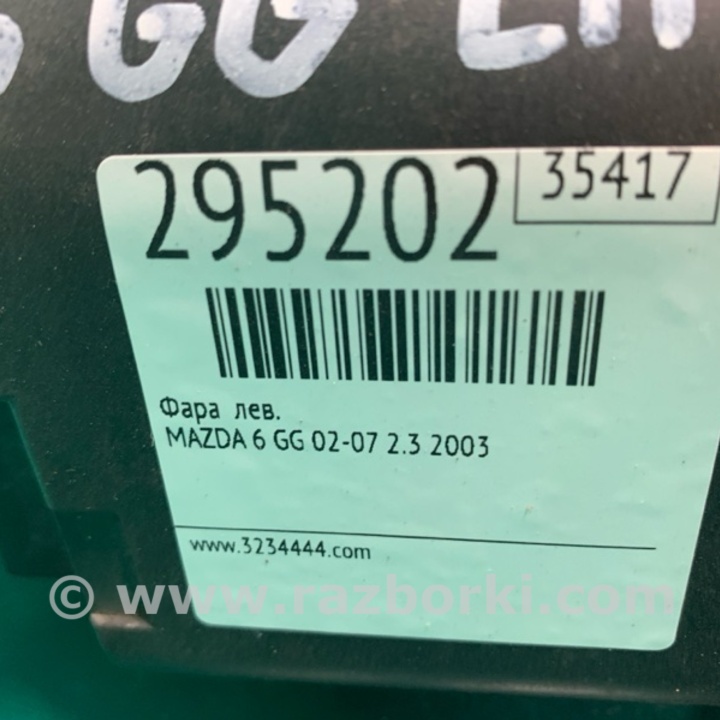 GG
295202
35417
Фара лев.
MAZDA 6 GG 02-07 2.3 2003
www.3234444.com
© www.razborki.com